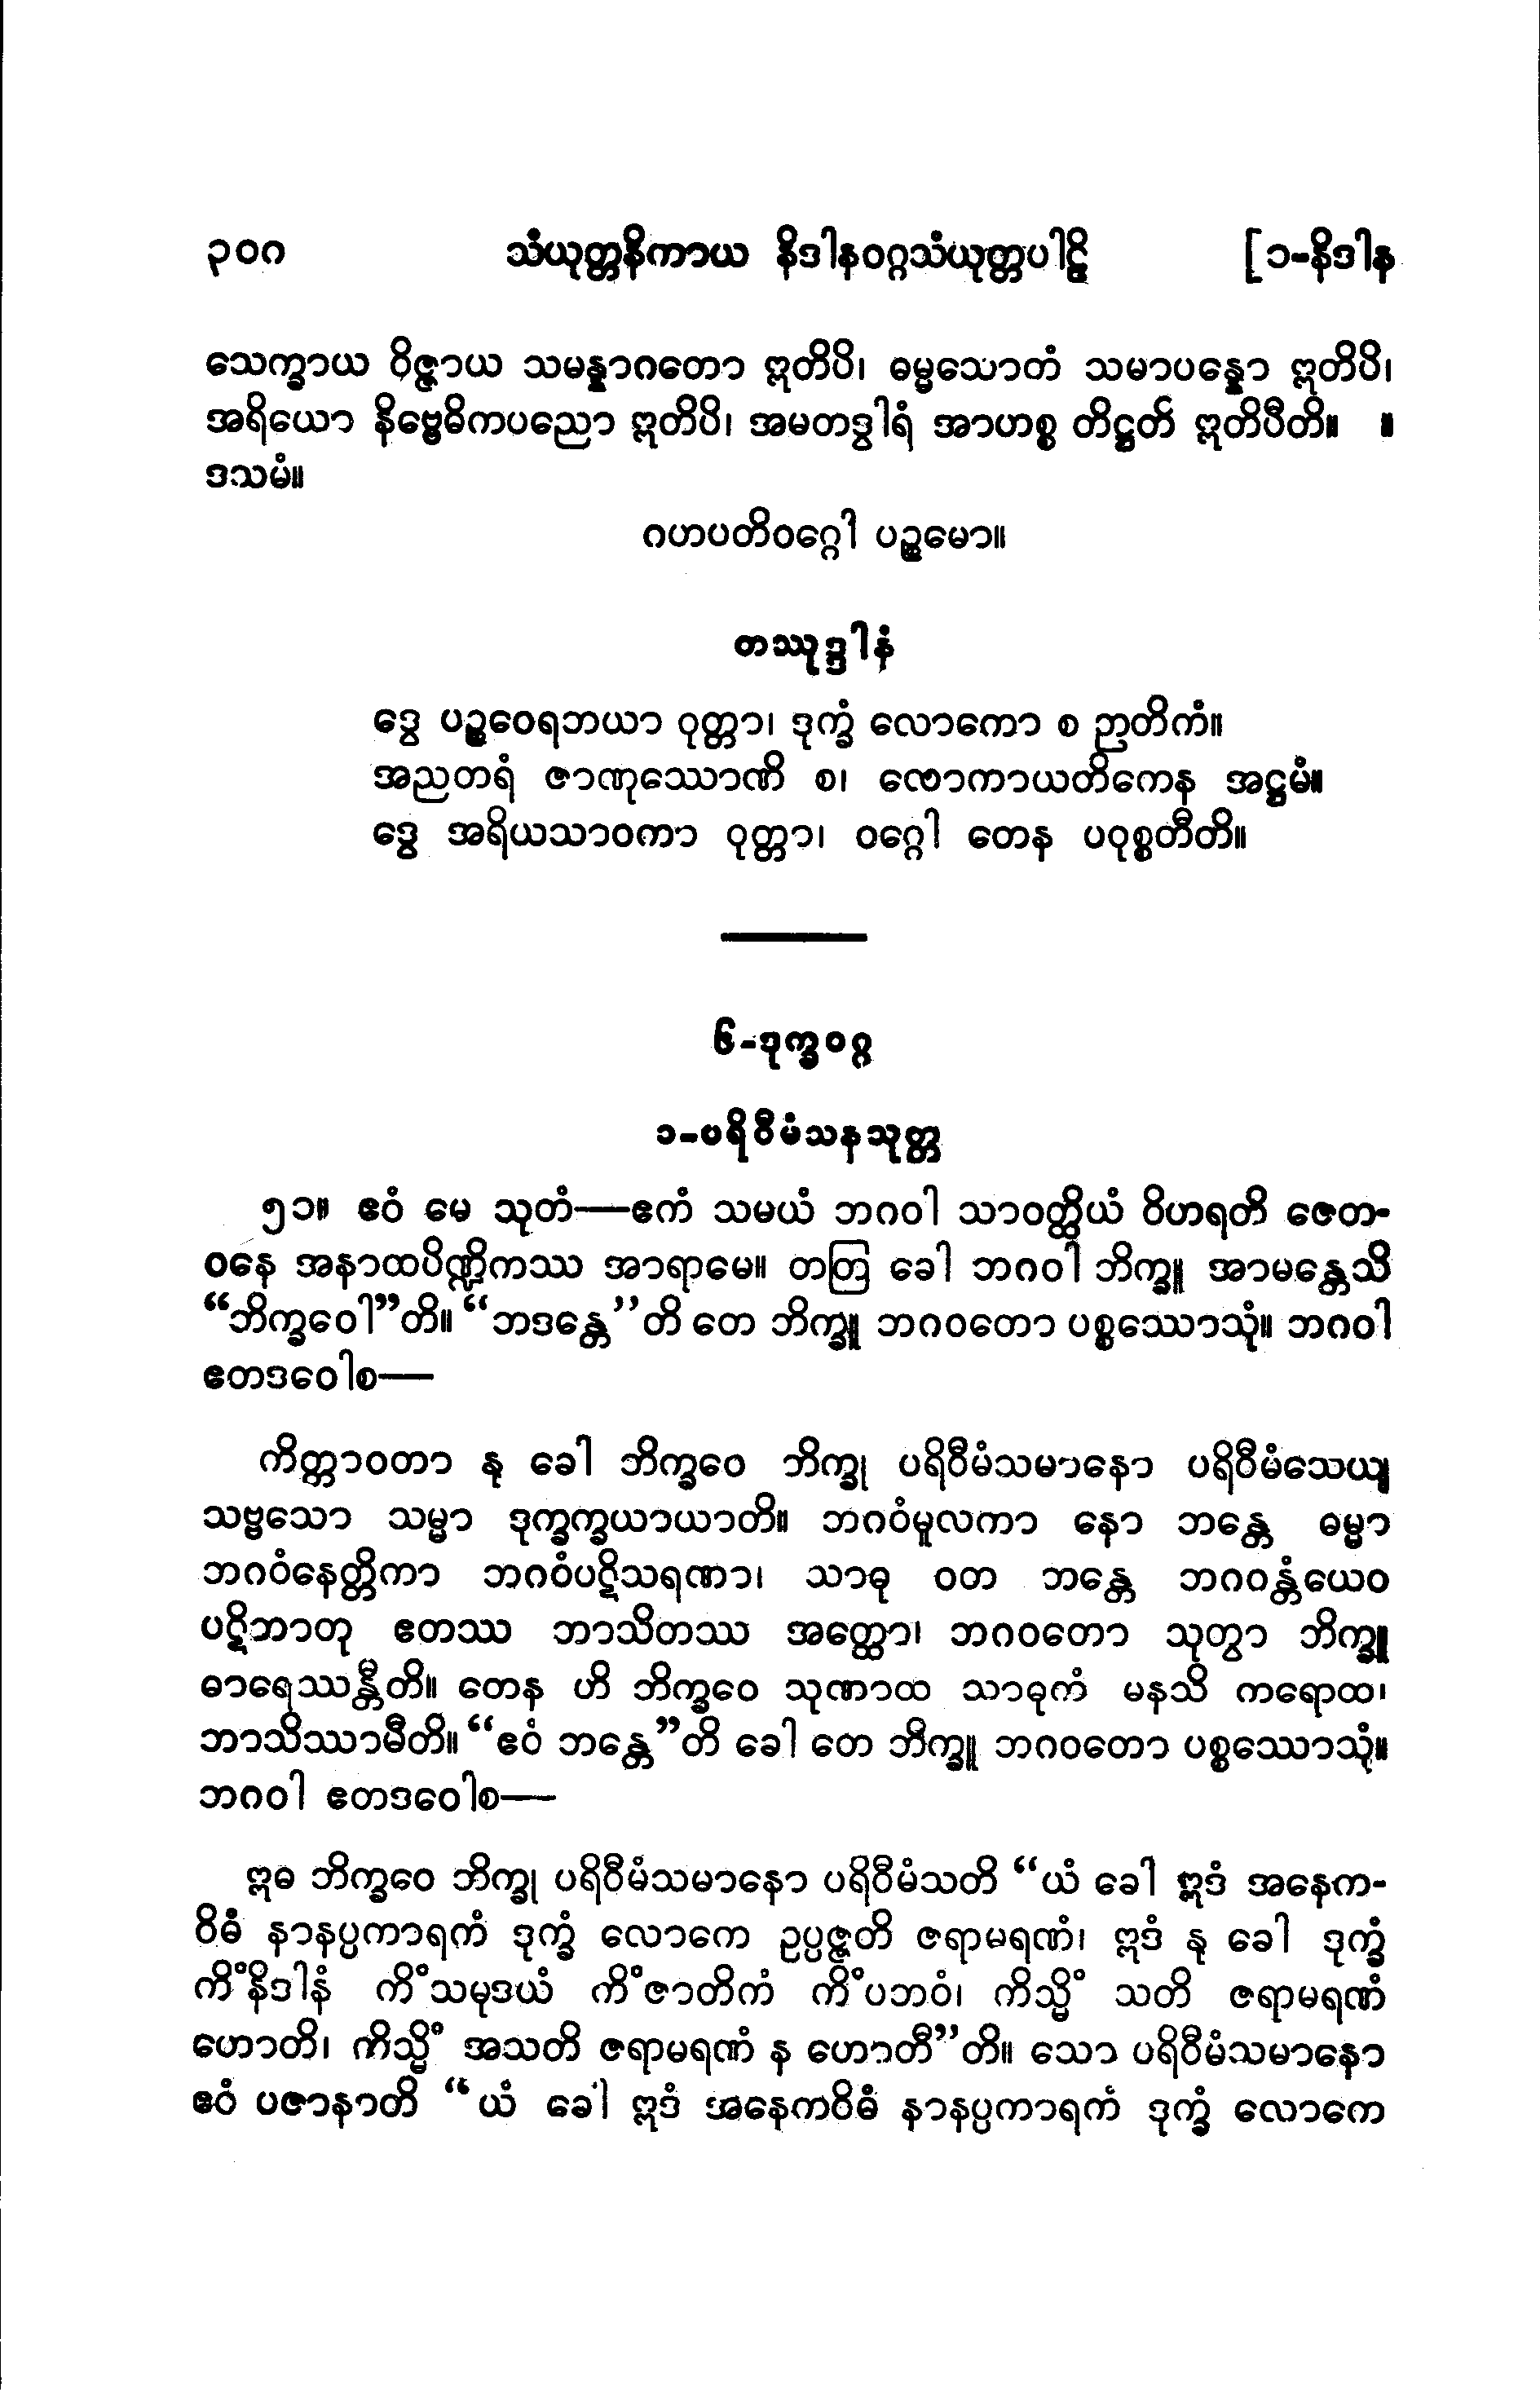 ၃၀၈ သံယုတ္တနိကာယ နိဒါနဝဂ္ဂသံယုတ္တပါဠိ [၁-နိဒါန
သေက္ခာယ ဝိဇ္ဇာယ သမန္နာဂတော ဣတိပိ၊ ဓမ္မသောတံ သမာပန္နော ဣတိပိ၊
အရိယော နိဗ္ဗေဓိကပညော ဣတိပိ၊ အမတဒွါရံ အာဟစ္စ တိဋ္ဌတိ ဣတိပီတိ။ ။
ဒသမံ။
ဂဟပတိဝဂ္ဂေါ ပဉ္စမော။
တဿုဒ္ဒါနံ
ဒွေ ပဉ္စဝေရဘယာ ဝုတ္တာ၊ ဒုက္ခံ လောကော စ ဉာတိကံ။
အညတရံ ဇာဏုဿောဏိ စ၊ လောကာယတိကေန အဋ္ဌမံ။
ဒွေ အရိယသာဝကာ ဝုတ္တာ၊ ဝဂ္ဂေါ တေန ပဝုစ္စတီတိ။
၆-ဒုက္ခဝဂ္ဂ
၁-ပရိဝီမံသနသုတ္တ
၅၁။ ဧဝံ မေ သုတံ—ဧကံ သမယံ ဘဂဝါ သာဝတ္ထိယံ ဝိဟရတိ ဇေတ-
ဝနေ အနာထပိဏ္ဍိကဿ အာရာမေ။ တတြ ခေါ ဘဂဝါ ဘိက္ခူ အာမန္တေသိ
“ဘိက္ခဝေါ”တိ။ “ဘဒန္တေ”တိ တေ ဘိက္ခူ ဘဂဝတော ပစ္စဿောသုံ။ ဘဂဝါ
ဧတဒဝေါစ—
ကိတ္တာဝတာ နု ခေါ ဘိက္ခဝေ ဘိက္ခု ပရိဝီမံသမာနော ပရိဝီမံသေယျ
သဗ္ဗသော သမ္မာ ဒုက္ခက္ခယာယာတိ။ ဘဂဝံမူလကာ နော ဘန္တေ ဓမ္မာ
ဘဂဝံနေတ္တိကာ ဘဂဝံပဋိသရဏာ၊ သာဓု ဝတ ဘန္တေ ဘဂဝန္တံယေဝ
ပဋိဘာတု ဧတဿ ဘာသိတဿ အတ္ထော၊ ဘဂဝတော သုတွာ ဘိက္ခူ
ဓာရေဿန္တီတိ။ တေန ဟိ ဘိက္ခဝေ သုဏာထ သာဓုကံ မနသိ ကရောထ၊
ဘာသိဿာမီတိ။ “ဧဝံ ဘန္တေ”တိ ခေါ တေ ဘိက္ခူ ဘဂဝတော ပစ္စဿောသုံ။
ဘဂဝါ ဧတဒဝေါစ—
ဣဓ ဘိက္ခဝေ ဘိက္ခု ပရိဝီမံသမာနော ပရိဝီမံသတိ “ယံ ခေါ ဣဒံ အနေက-
ဝိဓံ နာနပ္ပကာရကံ ဒုက္ခံ လောကေ ဥပ္ပဇ္ဇတိ ဇရာမရဏံ၊ ဣဒံ နု ခေါ ဒုက္ခံ
ကိံနိဒါနံ ကိံသမုဒယံ ကိံဇာတိကံ ကိံပဘဝံ၊ ကိသ္မိံ သတိ ဇရာမရဏံ
ဟောတိ၊ ကိသ္မိံ အသတိ ဇရာမရဏံ န ဟောတီ”တိ။ သော ပရိဝီမံသမာနော
ဧဝံ ပဇာနာတိ “ယံ ခေါ ဣဒံ အနေကဝိဓံ နာနပ္ပကာရကံ ဒုက္ခံ လောကေ